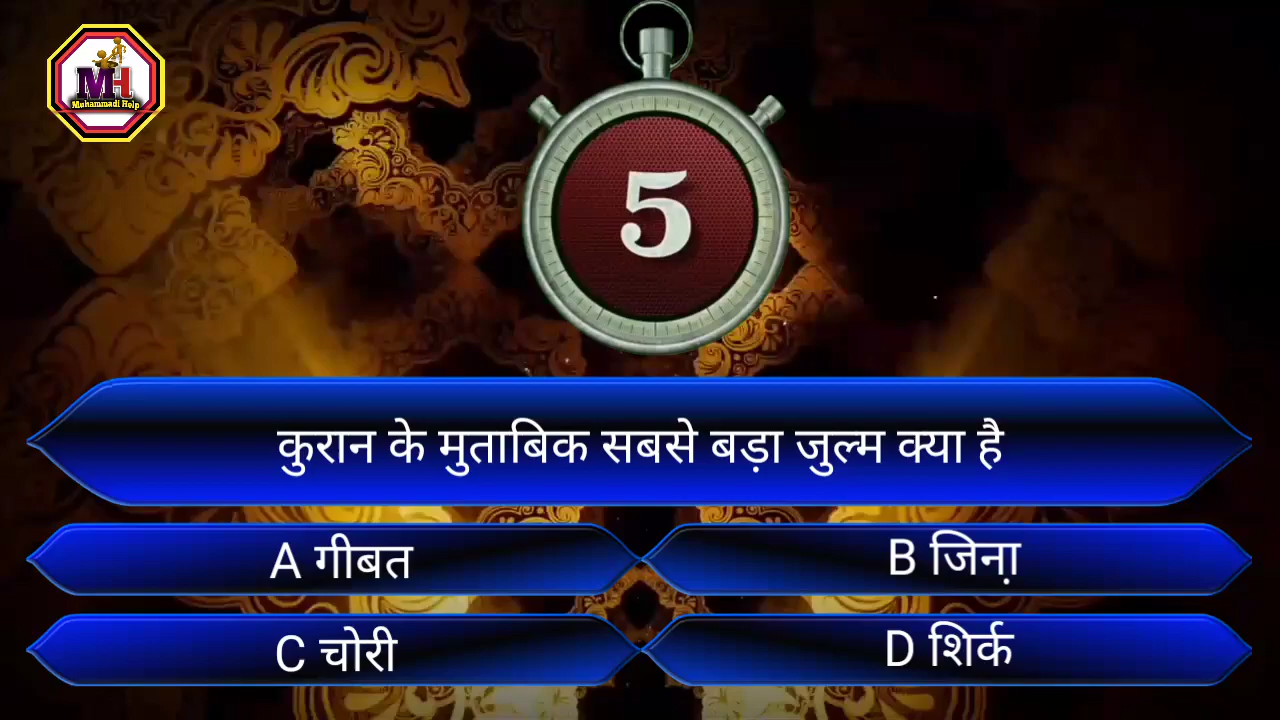 MH
Muhammadi Help
5
कुरान के मुताबिक सबसे बड़ा जुल्म क्या है
A गीबत
B जिना़
C चोरी
D शिर्क